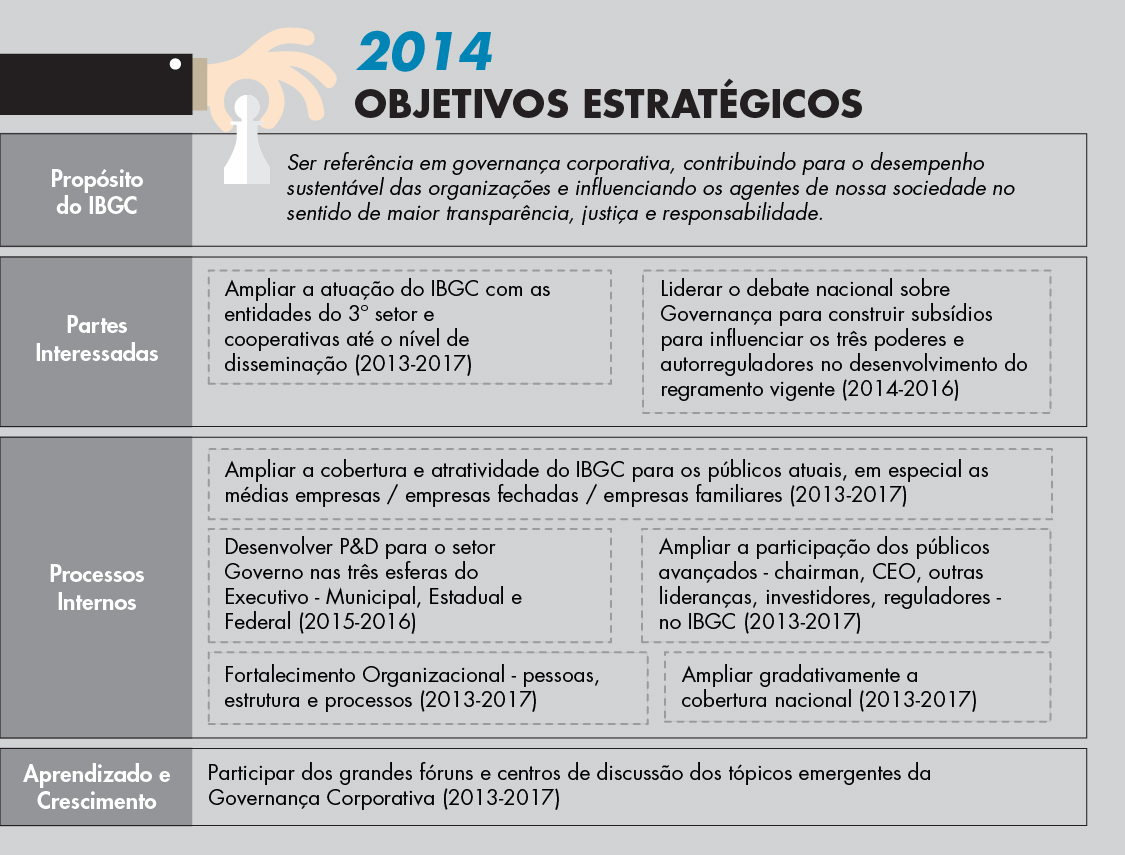 2014
OBJETIVOS ESTRATÉGICOS
Propósito
do IBGC
Ser referência em governança corporativa, contribuindo para o desempenho
sustentável das organizações e influenciando os agentes de nossa sociedade no
sentido de maior transparência, justiça e responsabilidade.
Partes
Interessadas
Ampliar a atuação do IBGC com as
entidades do 3º setor e
cooperativas até o nível de
disseminação (2013-2017)
Liderar o debate nacional sobre
Governança para construir subsídios
para influenciar os três poderes e
autorreguladores no desenvolvimento do
regramento vigente (2014-2016)
Processos
Internos
Ampliar a cobertura e atratividade do IBGC para os públicos atuais, em especial as
médias empresas / empresas fechadas / empresas familiares (2013-2017)
Desenvolver P&D para o setor
Governo nas três esferas do
Executivo - Municipal, Estadual e
Federal (2015-2016)
Ampliar a participação dos públicos
avançados - chairman, CEO, outras
lideranças, investidores, reguladores -
no IBGC (2013-2017)
Fortalecimento Organizacional - pessoas,
estrutura e processos (2013-2017)
Ampliar gradativamente a
cobertura nacional (2013-2017)
Aprendizado e
Crescimento
Participar dos grandes fóruns e centros de discussão dos tópicos emergentes da
Governança Corporativa (2013-2017)